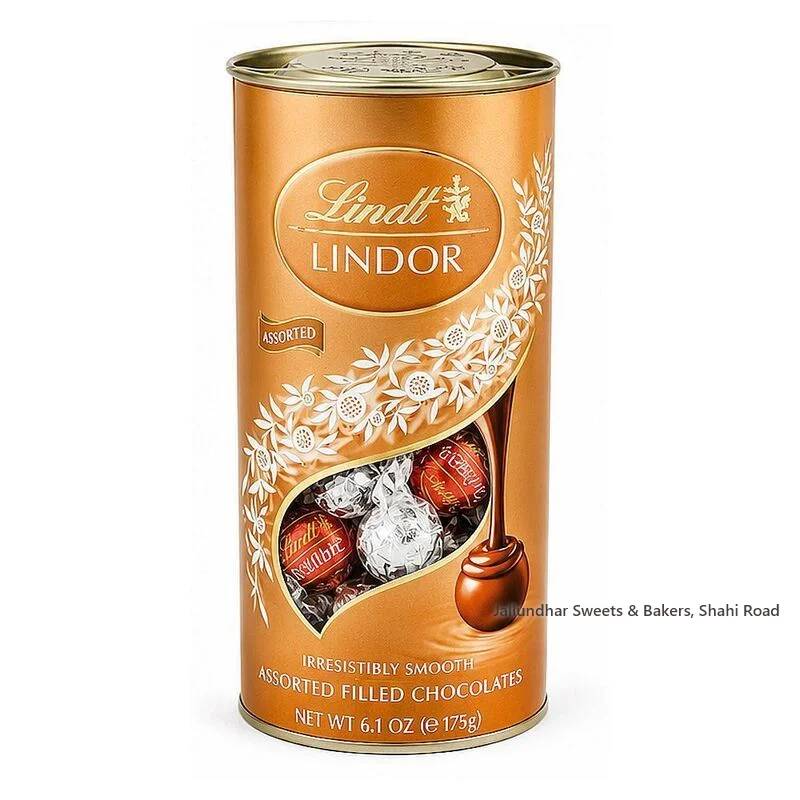 Lindt
LINDOR
ASSORTED
Lindt
Jallundhar Sweets & Bakers, Shahi Road
IRRESISTIBLY SMOOTH
ASSORTED FILLED CHOCOLATES
NET WT 6.1 OZ (e 175g)